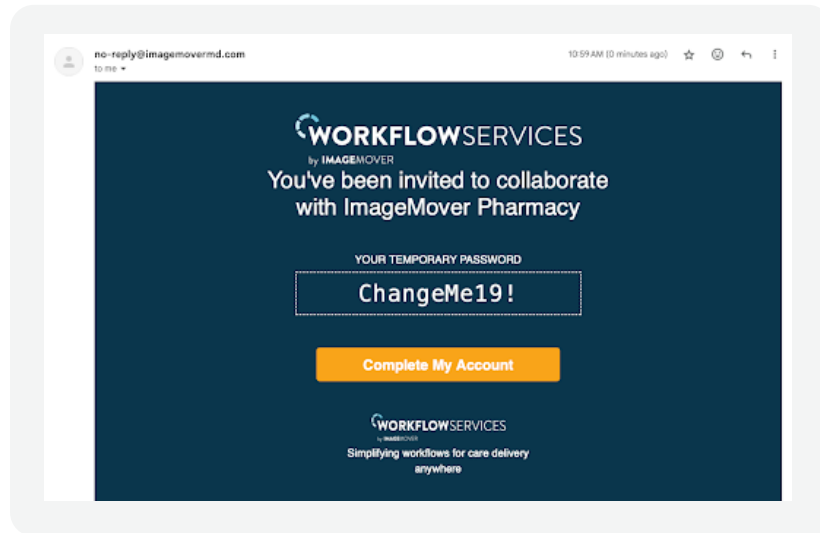 no-reply@imagemovermd.com
10:59 AM (0 minutes ago)
to me
WORKFLOWSERVICES
by IMAGEMOVER
You've been invited to collaborate
with ImageMover Pharmacy
YOUR TEMPORARY PASSWORD
ChangeMe19!
Complete My Account
WORKFLOWSERVICES
by IMAGEMOVER
Simplifying workflows for care delivery
anywhere